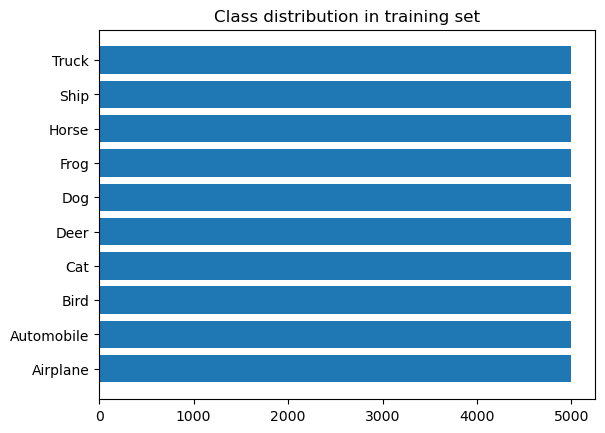 Class distribution in training set
Truck
Ship
Horse
Frog
Dog
Deer
Cat
Bird
Automobile
Airplane
0 1000 2000 3000 4000 5000